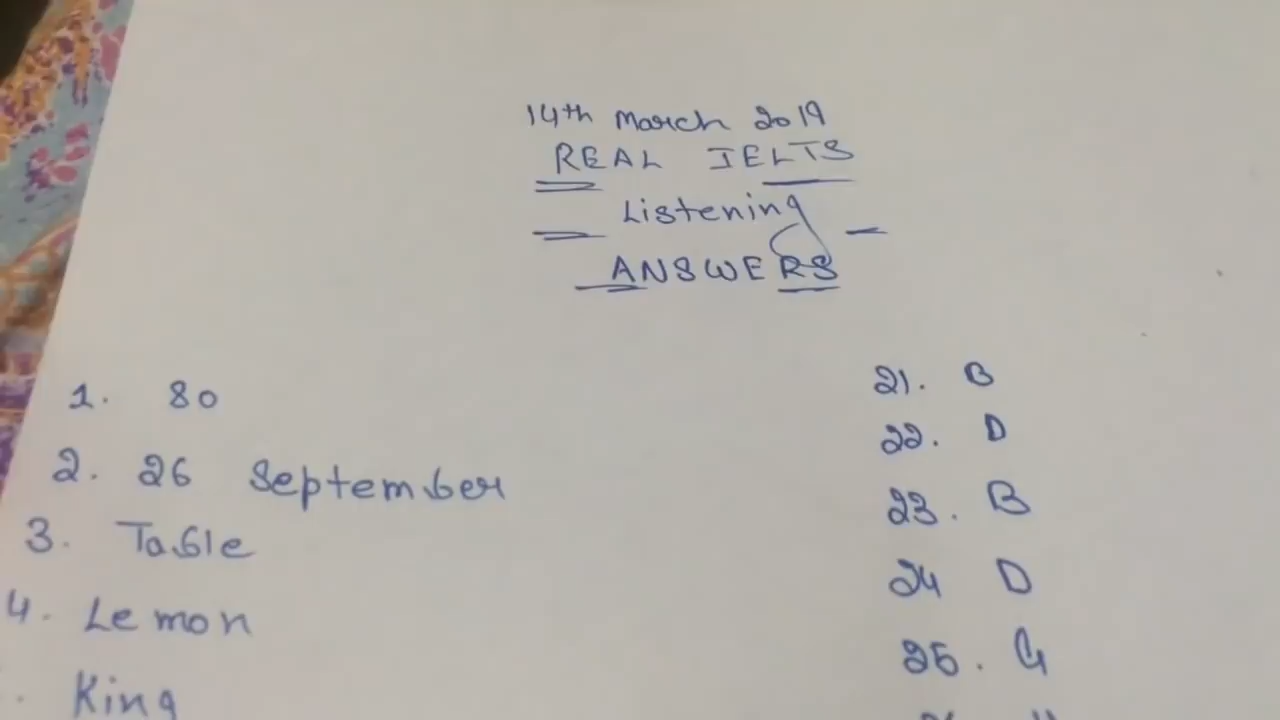 14th March 2019
REAL IELTS
Listening
ANSWERS
1. 80
2. 26 September
3. Table
4. Lemon
. King
21. B
22. D
23. B
24 D
25. G